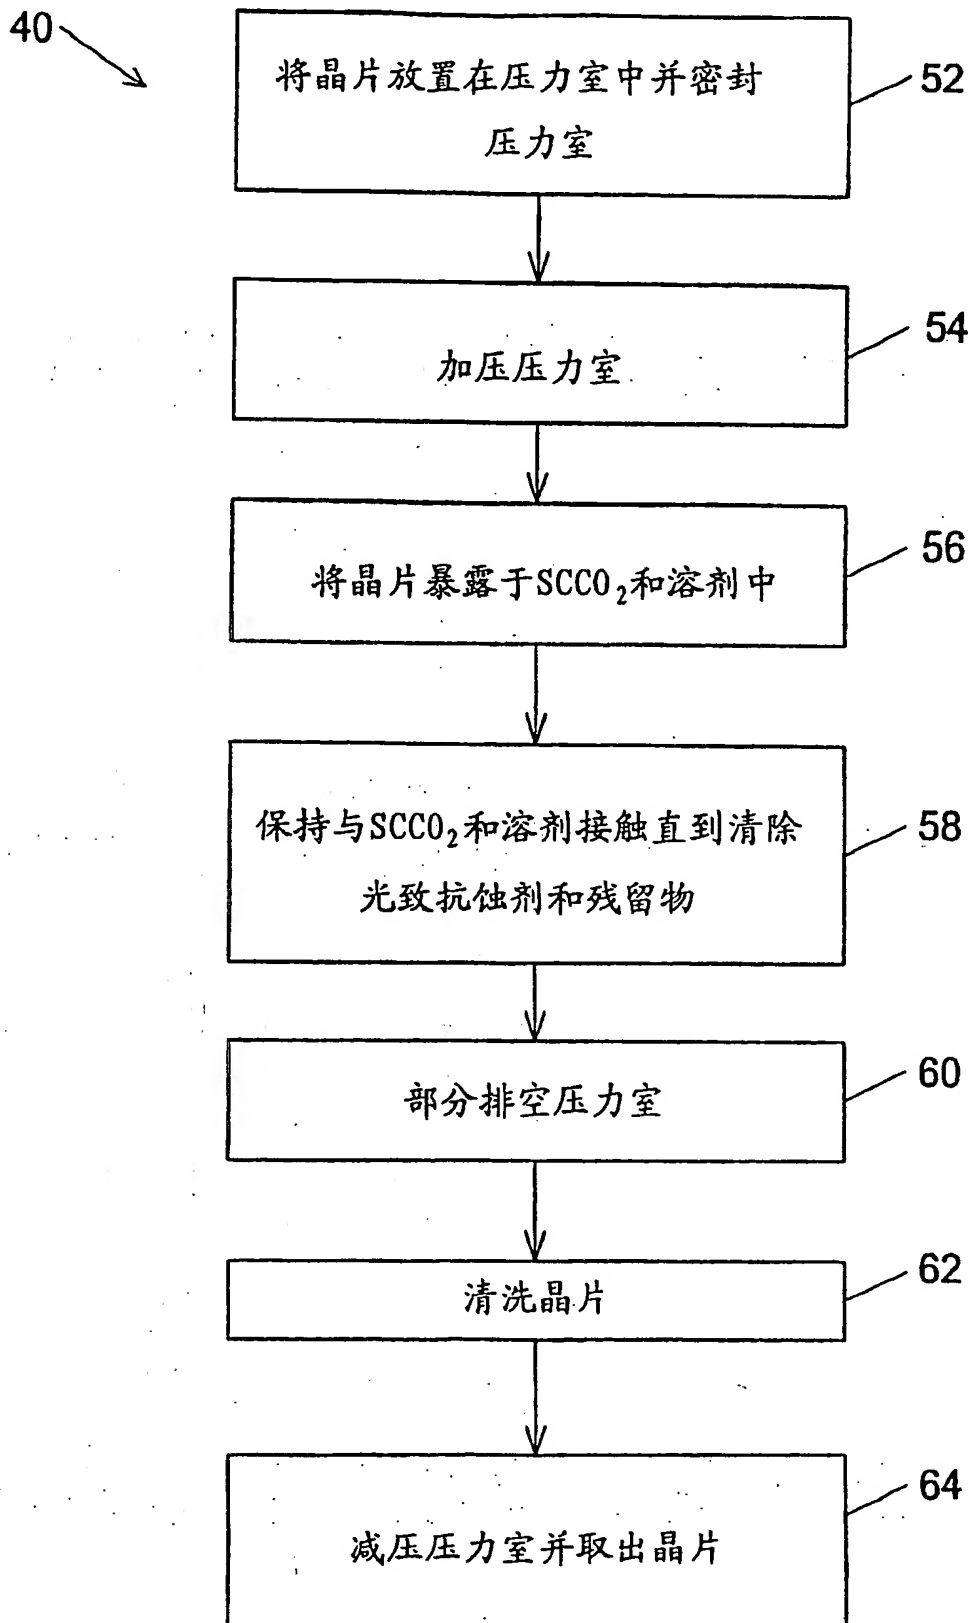 40
将晶片放置在压力室中并密封
压力室
52
加压压力室
54
将晶片暴露于SCCO₂和溶剂中
56
保持与SCCO₂和溶剂接触直到清除
光致抗蚀剂和残留物
58
部分排空压力室
60
清洗晶片
62
减压压力室并取出晶片
64